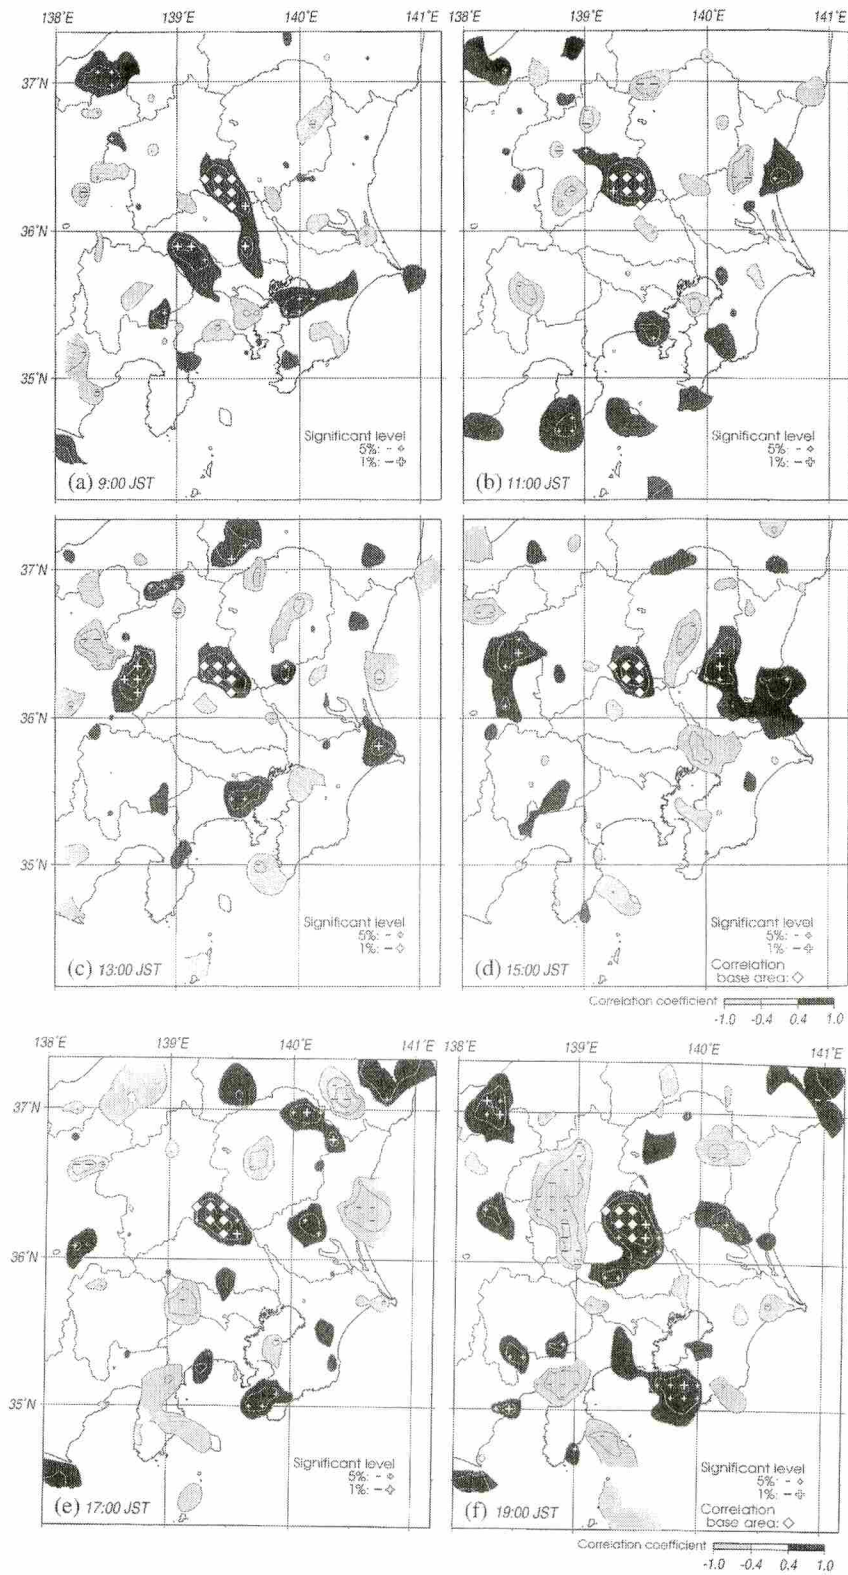 138°E 139°E 140°E 141°E
138°E 139°E 140°E 141°E
37°N
36°N
35°N
Significant level
5%: - +
1%: - +
(a) 9:00 JST
Significant level
5%: - +
1%: - +
(b) 11:00 JST
37°N
36°N
35°N
Significant level
5%: - +
1%: - +
(c) 13:00 JST
Significant level
5%: - +
1%: - +
Correlation
base area: ◇
(d) 15:00 JST
Correlation coefficient
-1.0 -0.4 0.4 1.0
138°E 139°E 140°E 141°E
138°E 139°E 140°E 141°E
37°N
36°N
35°N
Significant level
5%: - +
1%: - +
(e) 17:00 JST
Significant level
5%: - +
1%: - +
Correlation
base area: ◇
(f) 19:00 JST
Correlation coefficient
-1.0 -0.4 0.4 1.0